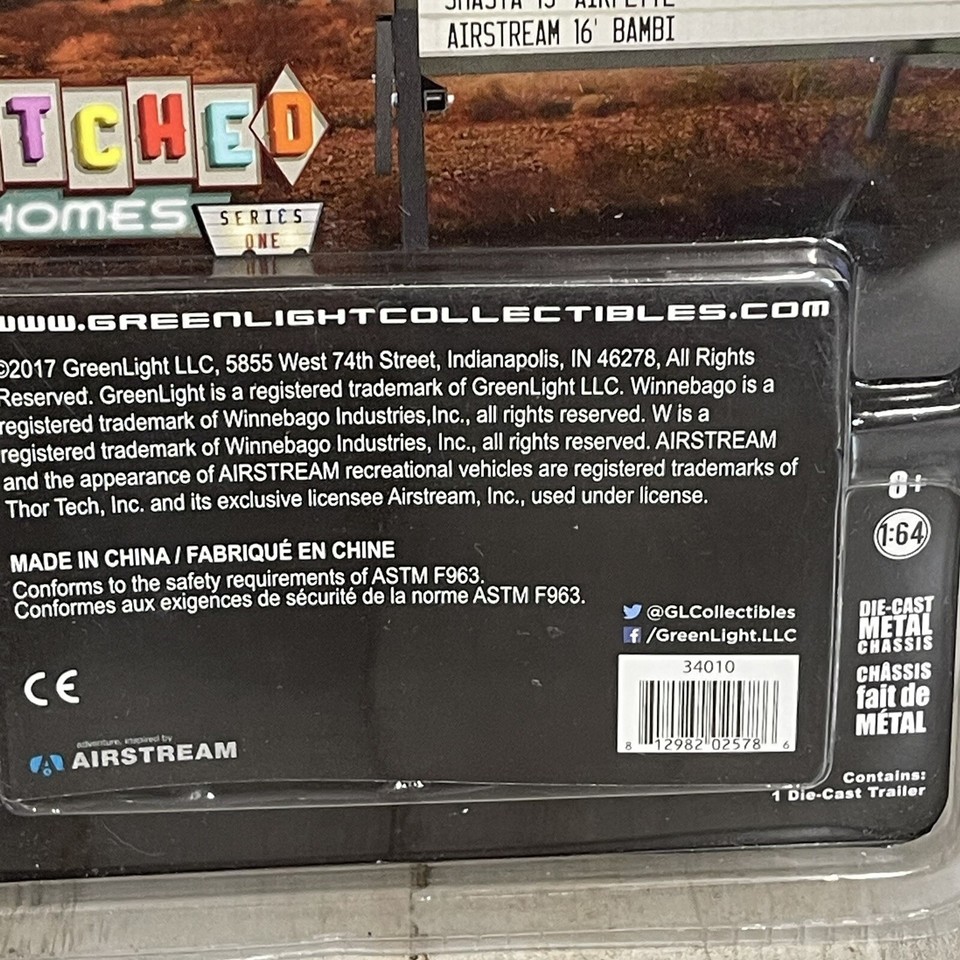 AIRSTREAM 16' BAMBI
TCHED
HOMES
SERIES
ONE
WWW.GREENLIGHTCOLLECTIBLES.COM
©2017 GreenLight LLC, 5855 West 74th Street, Indianapolis, IN 46278, All Rights
Reserved. GreenLight is a registered trademark of GreenLight LLC. Winnebago is a
registered trademark of Winnebago Industries,Inc., all rights reserved. W is a
registered trademark of Winnebago Industries, Inc., all rights reserved. AIRSTREAM
and the appearance of AIRSTREAM recreational vehicles are registered trademarks of
Thor Tech, Inc. and its exclusive licensee Airstream, Inc., used under license.
MADE IN CHINA / FABRIQUÉ EN CHINE
Conforms to the safety requirements of ASTM F963.
Conformes aux exigences de sécurité de la norme ASTM F963.
@GLCollectibles
/GreenLight.LLC
34010
8 12982 02578 6
CE
adventure. inspired by
AIRSTREAM
8+
1:64
DIE-CAST
METAL
CHASSIS
CHÂSSIS
fait de
MÉTAL
Contains:
1 Die-Cast Trailer